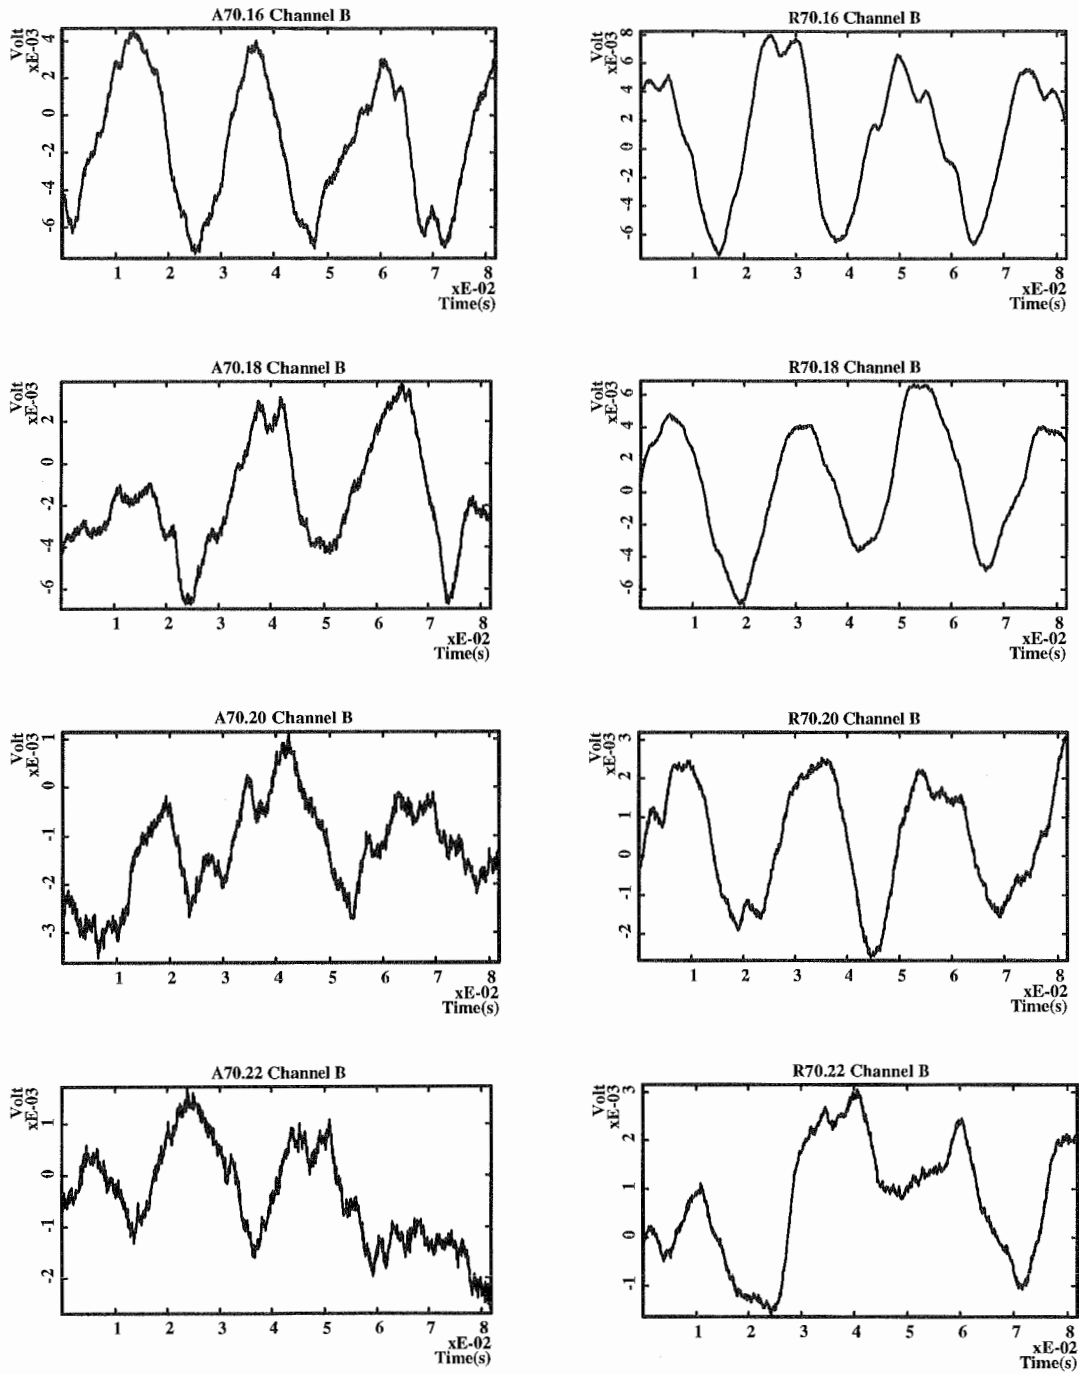 A70.16 Channel B
Volt
xE-03
4
2
0
-2
-4
-6
1 2 3 4 5 6 7 8
xE-02
Time(s)
R70.16 Channel B
Volt
xE-03
8
6
4
2
0
-2
-4
-6
1 2 3 4 5 6 7 8
xE-02
Time(s)
A70.18 Channel B
Volt
xE-03
2
0
-2
-4
-6
1 2 3 4 5 6 7 8
xE-02
Time(s)
R70.18 Channel B
Volt
xE-03
6
4
2
0
-2
-4
-6
1 2 3 4 5 6 7 8
xE-02
Time(s)
A70.20 Channel B
Volt
xE-03
1
0
-1
-2
-3
1 2 3 4 5 6 7 8
xE-02
Time(s)
R70.20 Channel B
Volt
xE-03
3
2
1
0
-1
-2
1 2 3 4 5 6 7 8
xE-02
Time(s)
A70.22 Channel B
Volt
xE-03
1
0
-1
-2
1 2 3 4 5 6 7 8
xE-02
Time(s)
R70.22 Channel B
Volt
xE-03
3
2
1
0
-1
1 2 3 4 5 6 7 8
xE-02
Time(s)